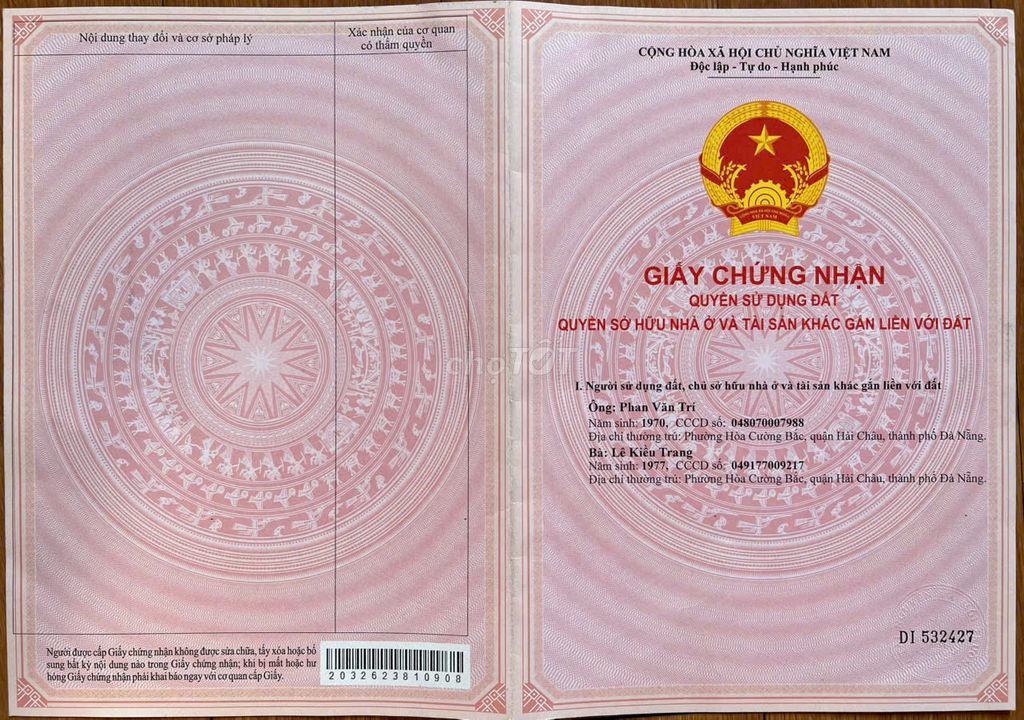 Nội dung thay đổi và cơ sở pháp lý
Xác nhận của cơ quan
có thẩm quyền
Người được cấp Giấy chứng nhận không được sửa chữa, tẩy xóa hoặc bổ
sung bất kỳ nội dung nào trong Giấy chứng nhận; khi bị mất hoặc hư
hỏng Giấy chứng nhận phải khai báo ngay với cơ quan cấp Giấy.
2032623810908
CỘNG HÒA XÃ HỘI CHỦ NGHĨA VIỆT NAM
Độc lập - Tự do - Hạnh phúc
VIỆT NAM
GIẤY CHỨNG NHẬN
QUYỀN SỬ DỤNG ĐẤT
QUYỀN SỞ HỮU NHÀ Ở VÀ TÀI SẢN KHÁC GẮN LIỀN VỚI ĐẤT
chợTỐT
I. Người sử dụng đất, chủ sở hữu nhà ở và tài sản khác gắn liền với đất
Ông: Phan Văn Trí
Năm sinh: 1970, CCCD số: 048070007988
Địa chỉ thường trú: Phường Hòa Cường Bắc, quận Hải Châu, thành phố Đà Nẵng.
Bà: Lê Kiều Trang
Năm sinh: 1977, CCCD số: 049177009217
Địa chỉ thường trú: Phường Hòa Cường Bắc, quận Hải Châu, thành phố Đà Nẵng.
DI 532427